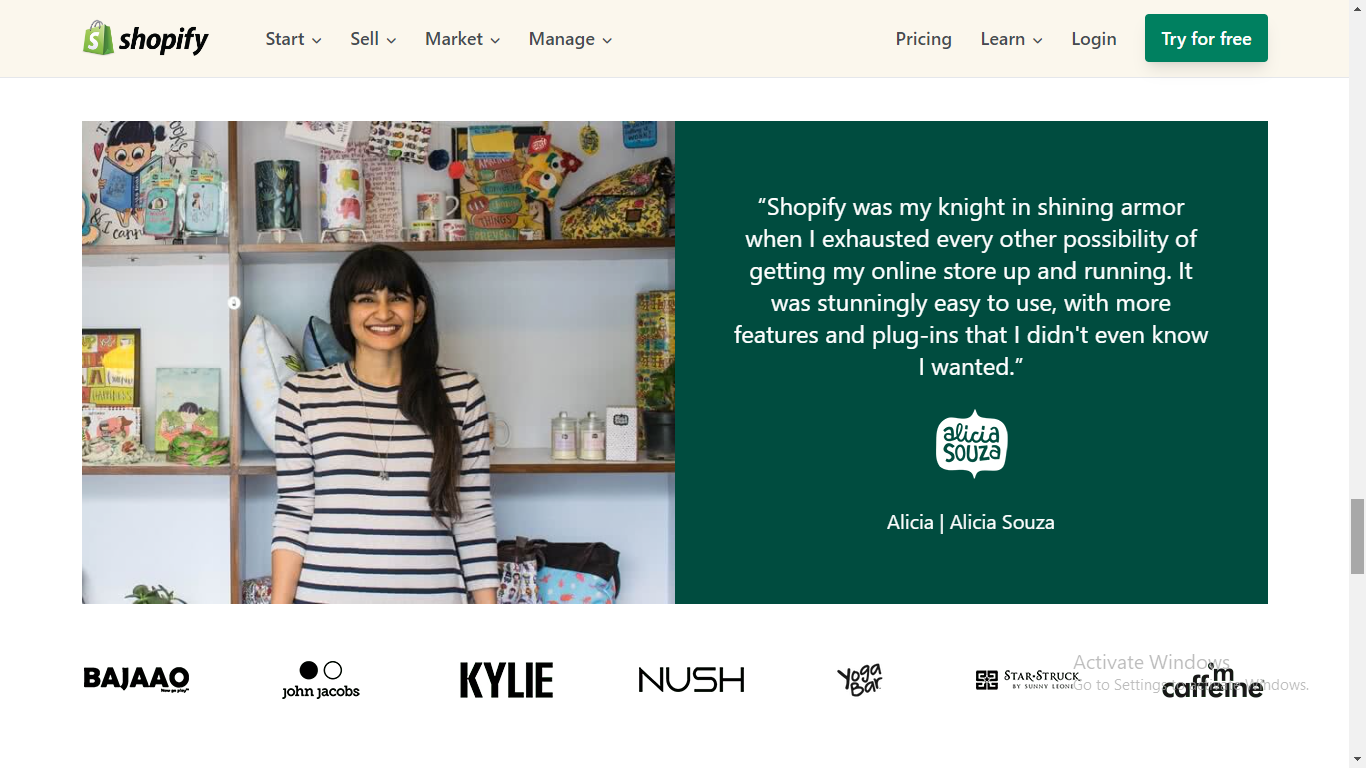 shopify
Start
Sell
Market
Manage
Pricing
Learn
Login
Try for free
“Shopify was my knight in shining armor
when I exhausted every other possibility of
getting my online store up and running. It
was stunningly easy to use, with more
features and plug-ins that I didn't even know
I wanted.”
alicia
souza
Alicia | Alicia Souza
BAJAAO
Now go play
john jacobs
KYLIE
NUSH
Yoga
Bar
STAR★STRUCK
BY SUNNY LEONE
Activate Windows
Go to Settings to activate Windows.
m
caffeine